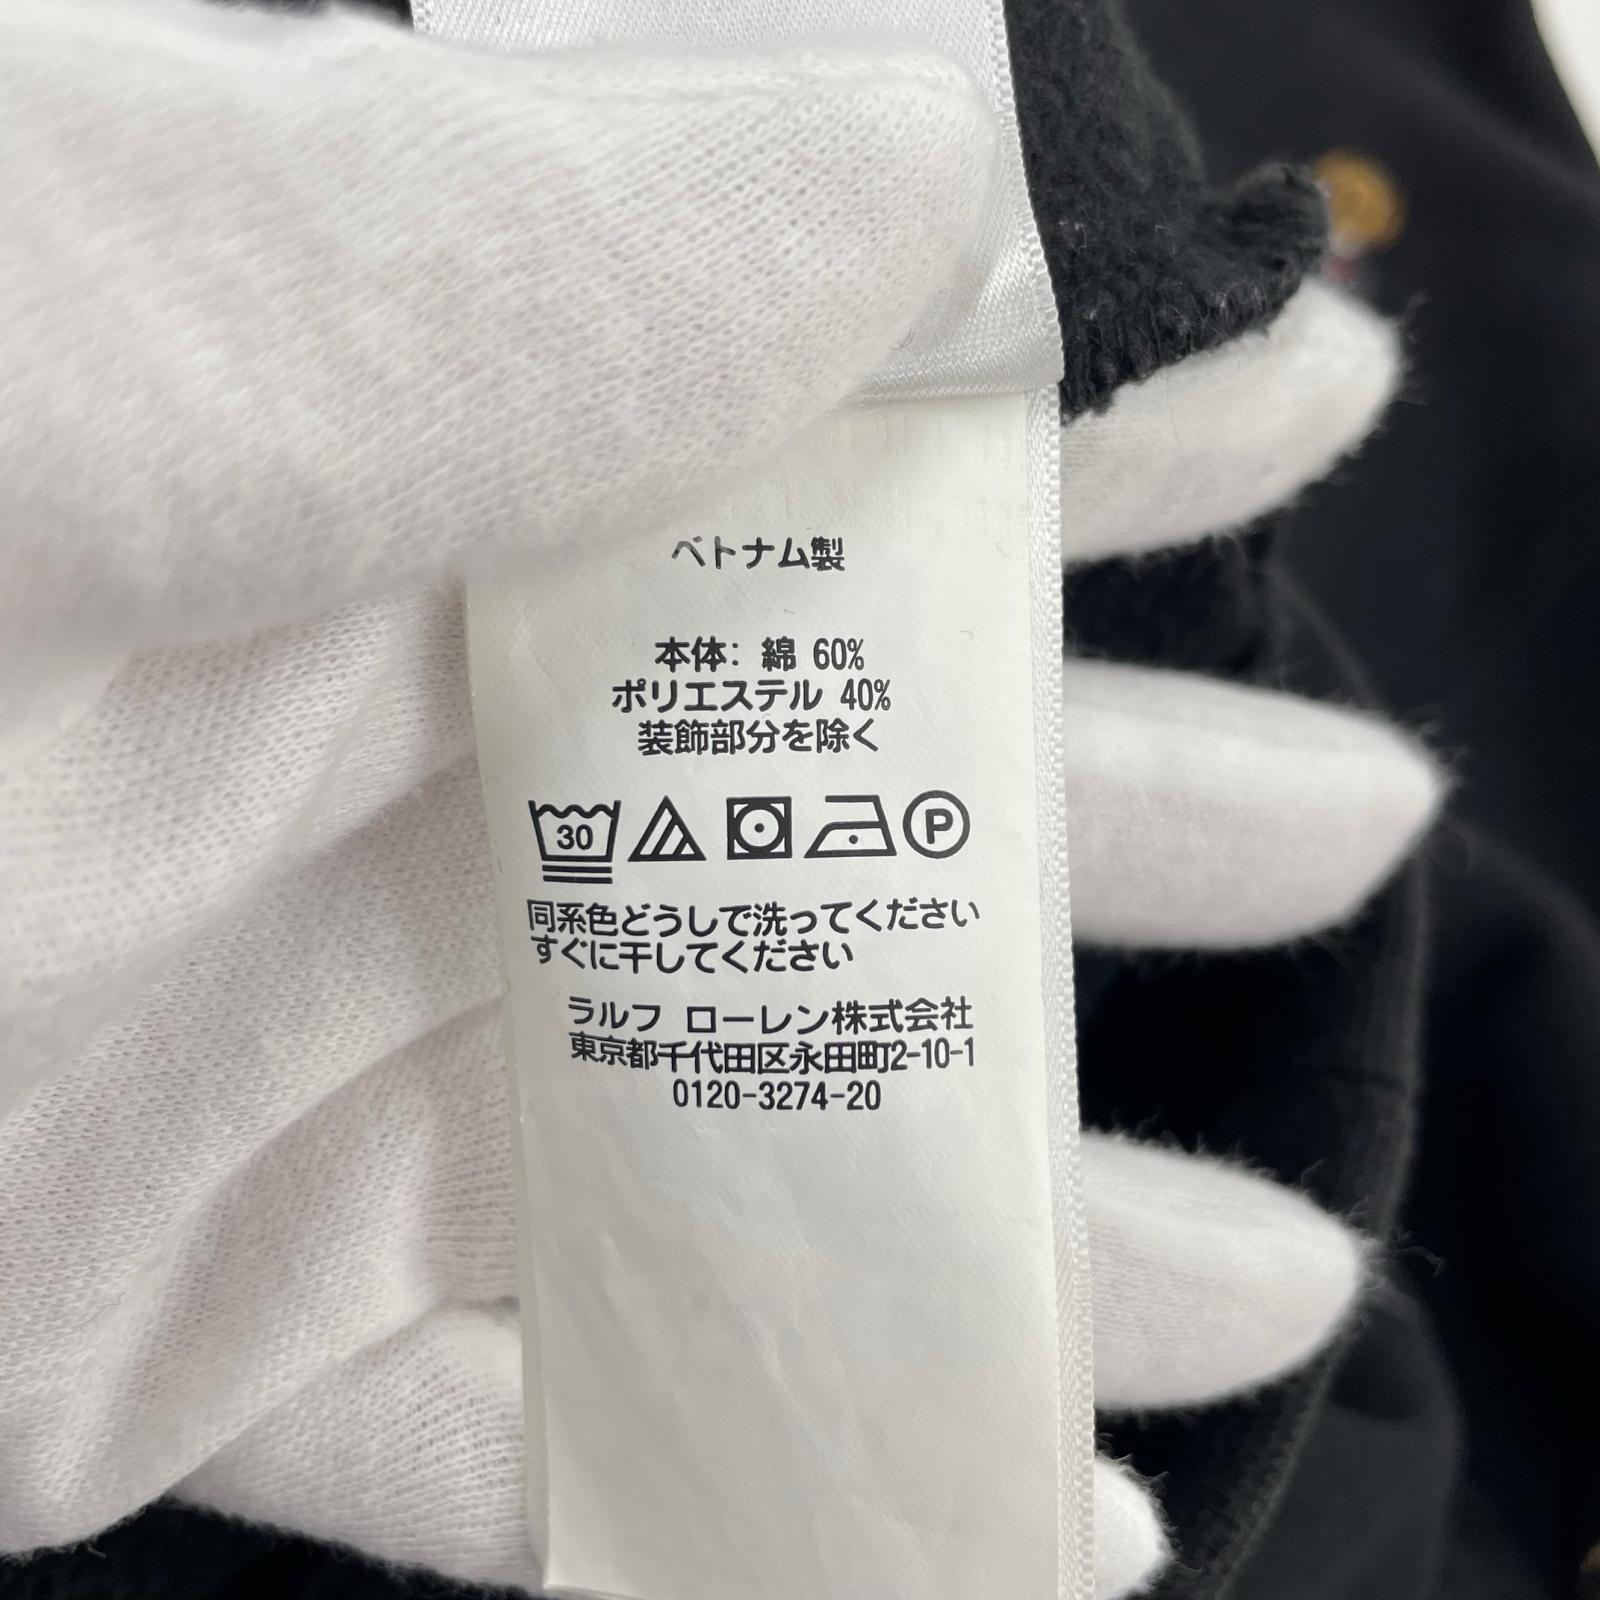 ベトナム製
本体: 綿 60%
ポリエステル 40%
装飾部分を除く
30 P
同系色どうしで洗ってください
すぐに干してください
ラルフ ローレン株式会社
東京都千代田区永田町2-10-1
0120-3274-20